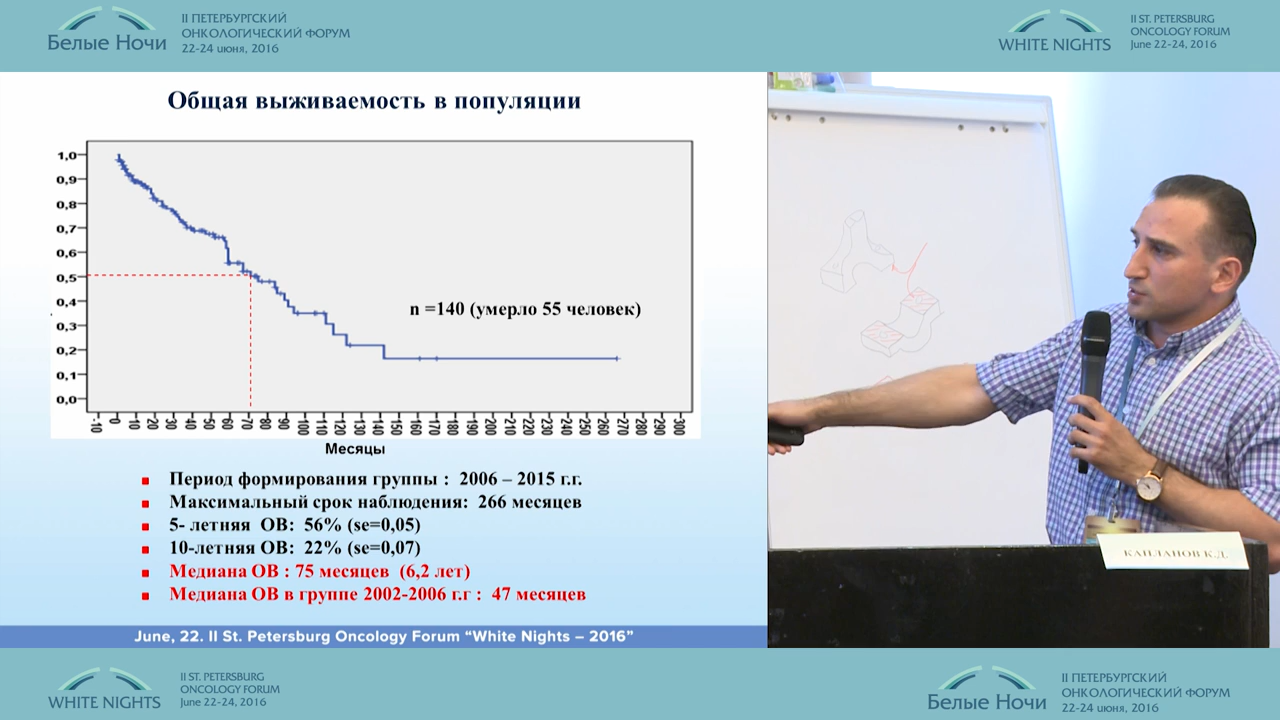 Белые Ночи
II ПЕТЕРБУРГСКИЙ
ОНКОЛОГИЧЕСКИЙ ФОРУМ
22-24 июня, 2016
WHITE NIGHTS
II ST. PETERSBURG
ONCOLOGY FORUM
June 22-24, 2016
Общая выживаемость в популяции
1,0
0,9
0,8
0,7
0,6
0,5
0,4
0,3
0,2
0,1
0,0
n =140 (умерло 55 человек)
-10 0 10 20 30 40 50 60 70 80 90 100 110 120 130 140 150 160 170 180 190 200 210 220 230 240 250 260 270 280 290 300
Месяцы
Период формирования группы : 2006 – 2015 г.г.
Максимальный срок наблюдения: 266 месяцев
5- летняя ОВ: 56% (se=0,05)
10-летняя ОВ: 22% (se=0,07)
Медиана ОВ : 75 месяцев (6,2 лет)
Медиана ОВ в группе 2002-2006 г.г : 47 месяцев
КАПЛАНОВ К.Д.
June, 22. II St. Petersburg Oncology Forum “White Nights – 2016”
WHITE NIGHTS
II ST. PETERSBURG
ONCOLOGY FORUM
June 22-24, 2016
Белые Ночи
II ПЕТЕРБУРГСКИЙ
ОНКОЛОГИЧЕСКИЙ ФОРУМ
22-24 июня, 2016